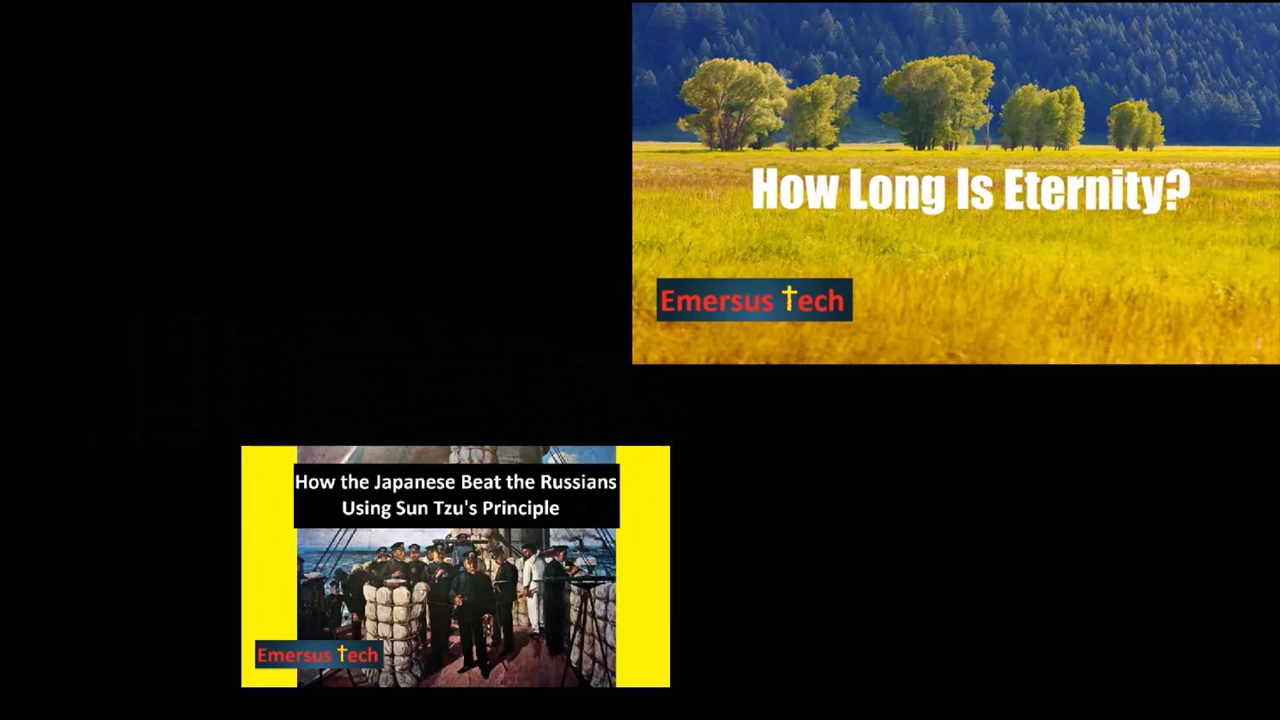 How Long Is Eternity?
Emersus Tech
How the Japanese Beat the Russians
Using Sun Tzu's Principle
Emersus Tech